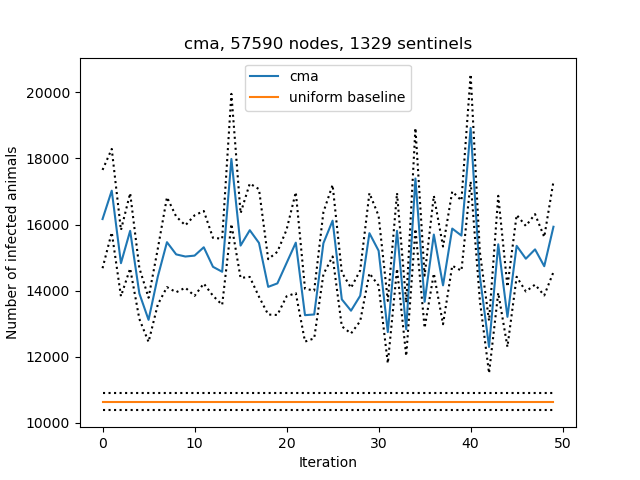 cma, 57590 nodes, 1329 sentinels
cma
uniform baseline
Number of infected animals
20000
18000
16000
14000
12000
10000
0 10 20 30 40 50
Iteration